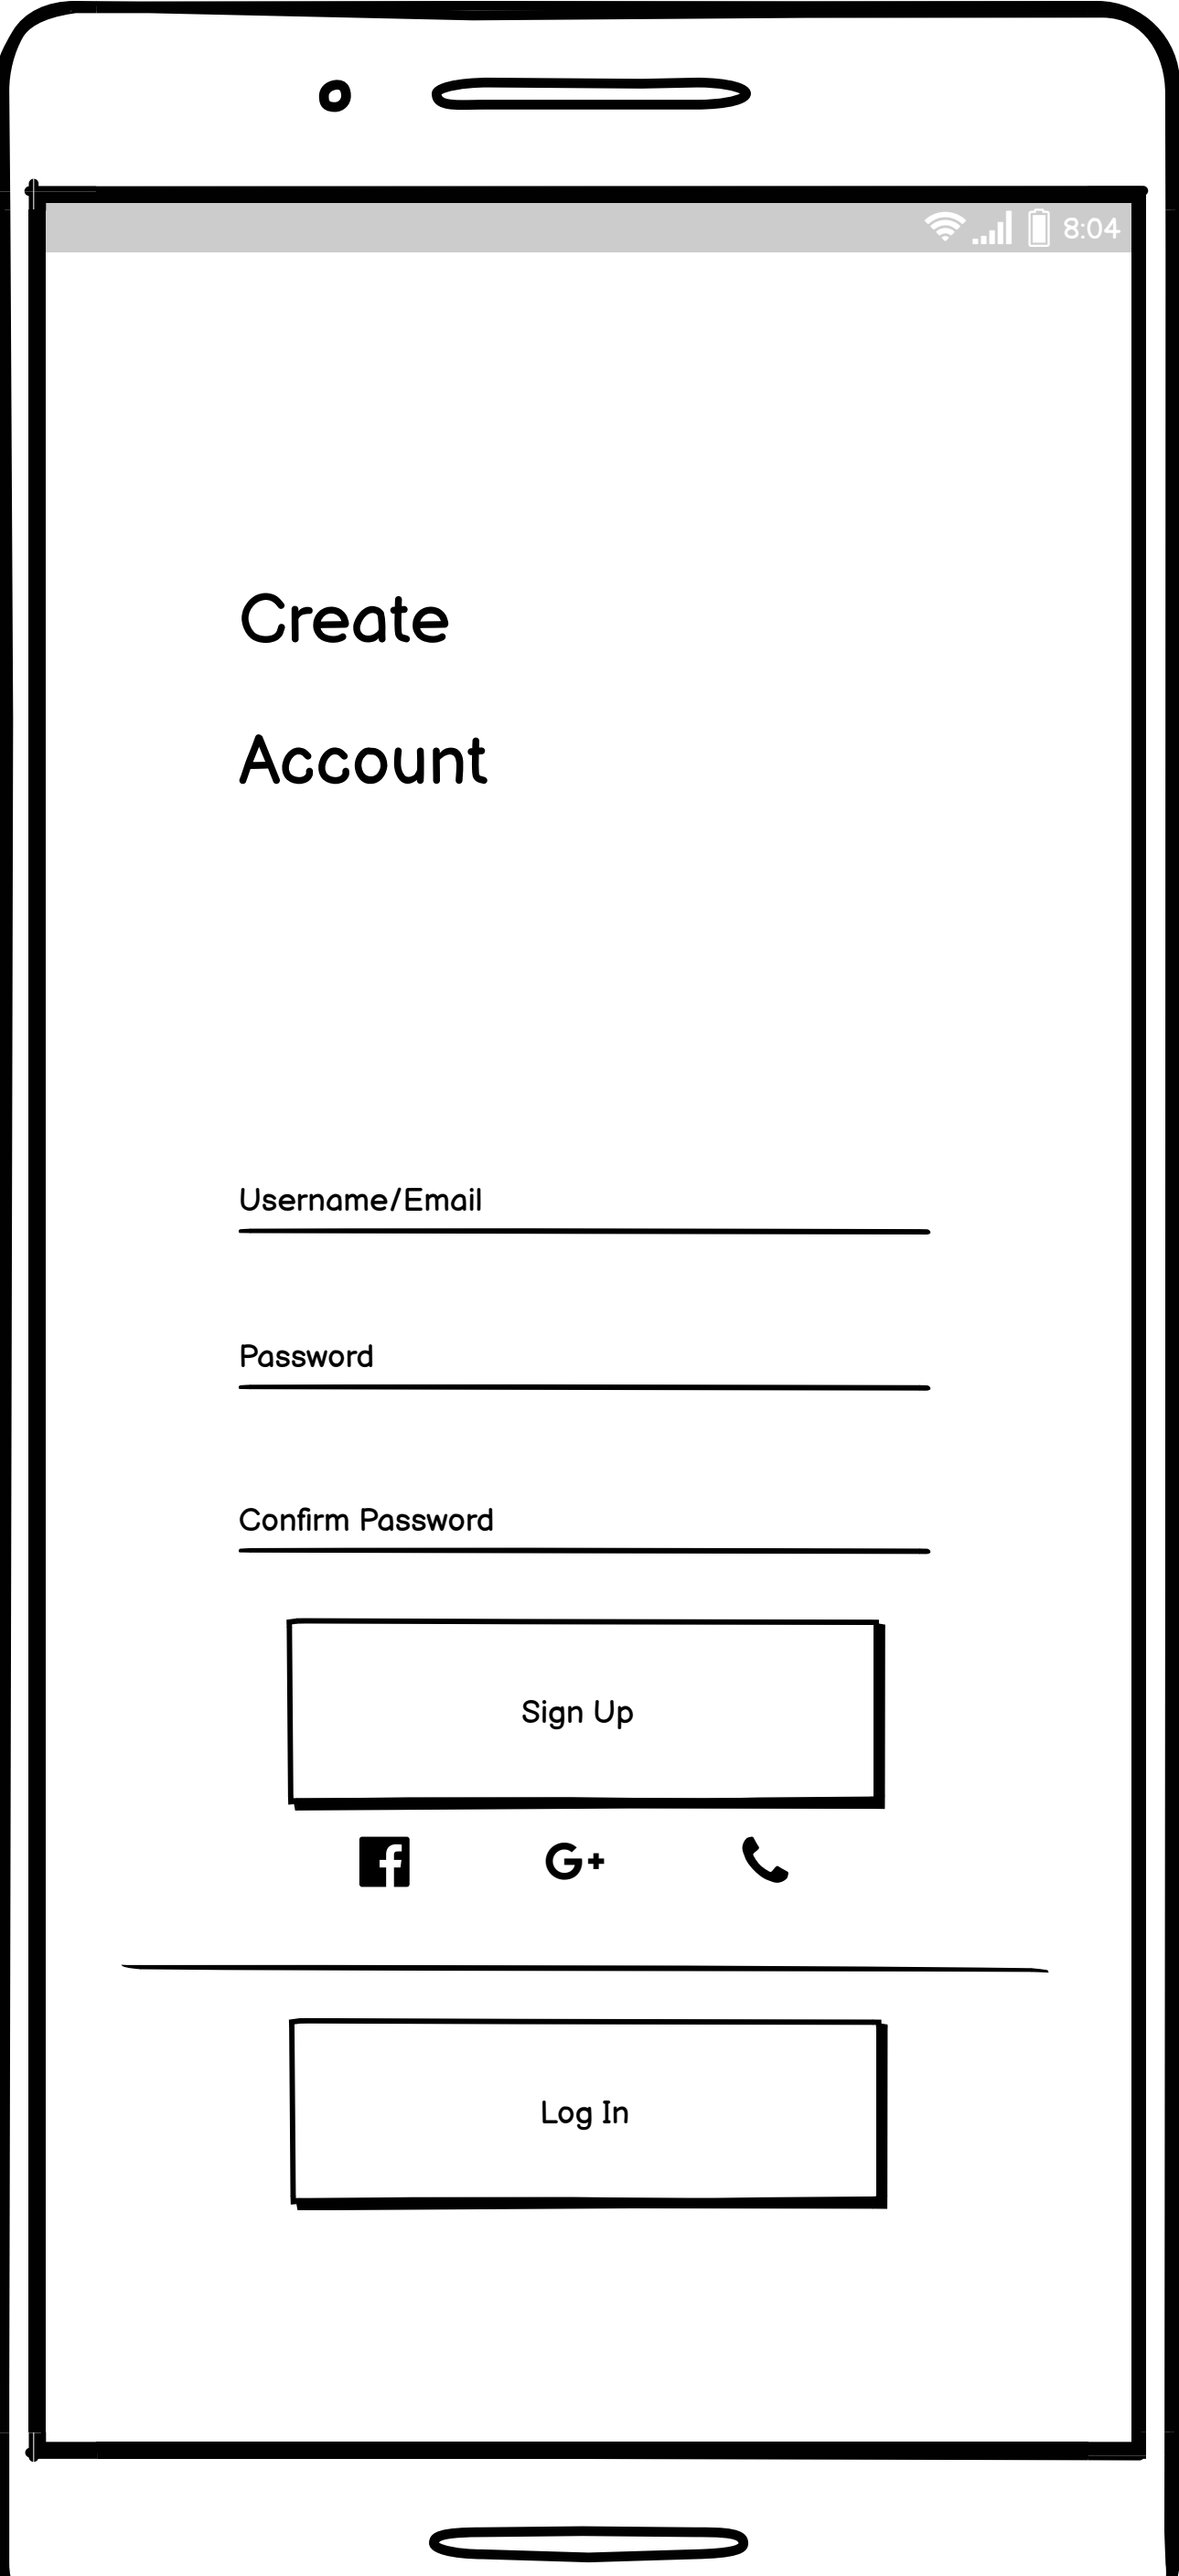 8:04
Create
Account
Username/Email
Password
Confirm Password
Sign Up
G+
Log In